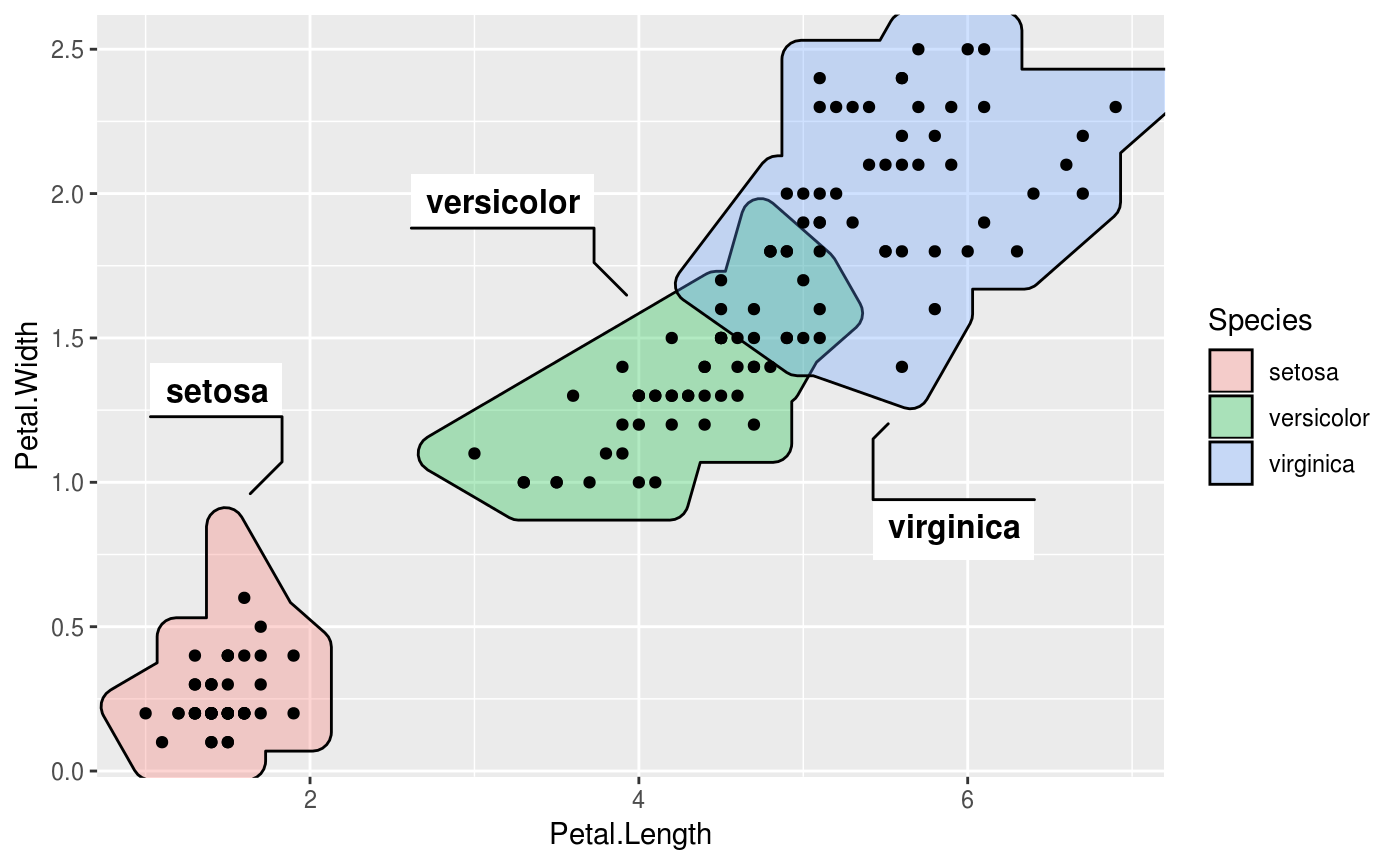 2.5
2.0
1.5
1.0
0.5
0.0
Petal.Width
versicolor
setosa
virginica
2
4
6
Petal.Length
Species
setosa
versicolor
virginica